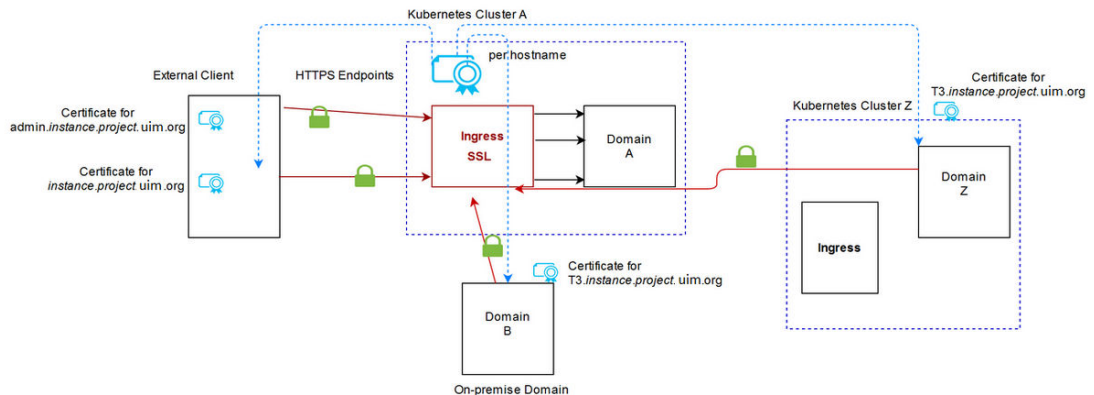 Kubernetes Cluster A
per hostname
External Client
HTTPS Endpoints
Certificate for
admin.instance.project.uim.org
Certificate for
instance.project.uim.org
Ingress
SSL
Domain
A
Certificate for
T3.instance.project.uim.org
Kubernetes Cluster Z
Domain
Z
Ingress
Certificate for
T3.instance.project.uim.org
Domain
B
On-premise Domain